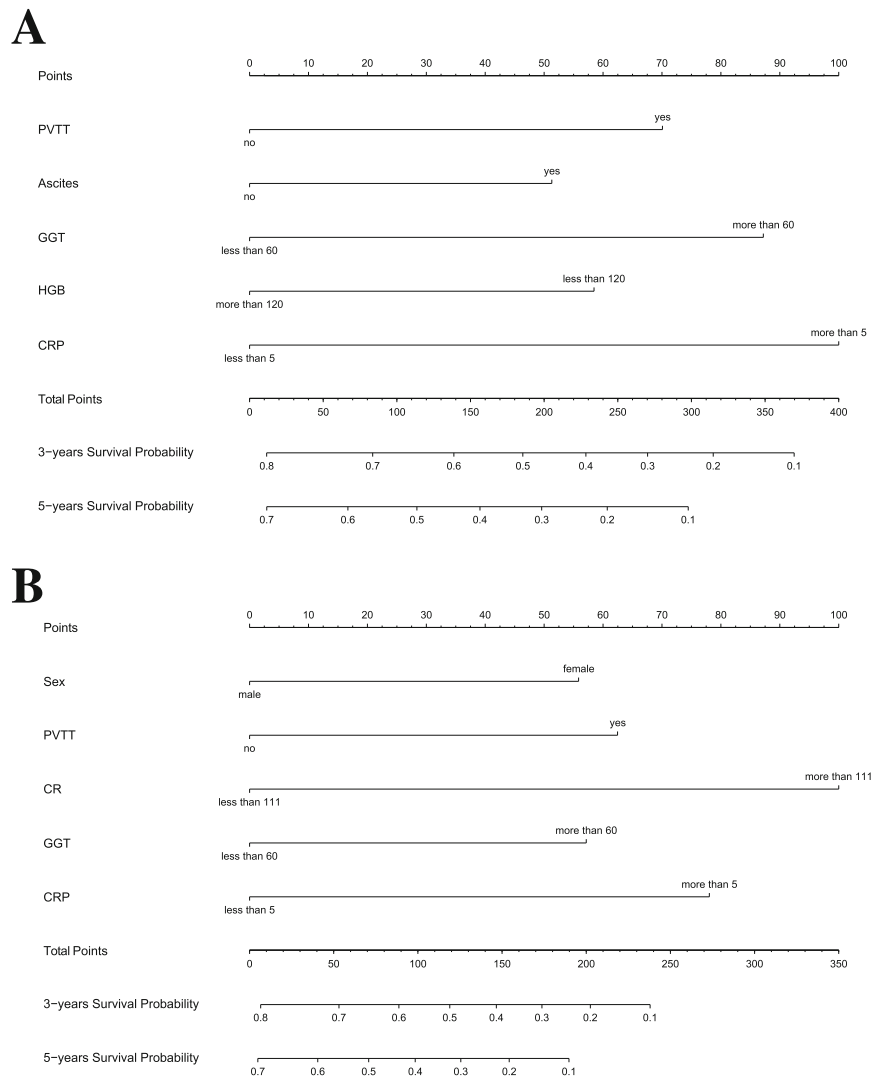 A
Points
0 10 20 30 40 50 60 70 80 90 100
PVTT
no yes
Ascites
no yes
GGT
less than 60 more than 60
HGB
more than 120 less than 120
CRP
less than 5 more than 5
Total Points
0 50 100 150 200 250 300 350 400
3−years Survival Probability
0.8 0.7 0.6 0.5 0.4 0.3 0.2 0.1
5−years Survival Probability
0.7 0.6 0.5 0.4 0.3 0.2 0.1
B
Points
0 10 20 30 40 50 60 70 80 90 100
Sex
male female
PVTT
no yes
CR
less than 111 more than 111
GGT
less than 60 more than 60
CRP
less than 5 more than 5
Total Points
0 50 100 150 200 250 300 350
3−years Survival Probability
0.8 0.7 0.6 0.5 0.4 0.3 0.2 0.1
5−years Survival Probability
0.7 0.6 0.5 0.4 0.3 0.2 0.1